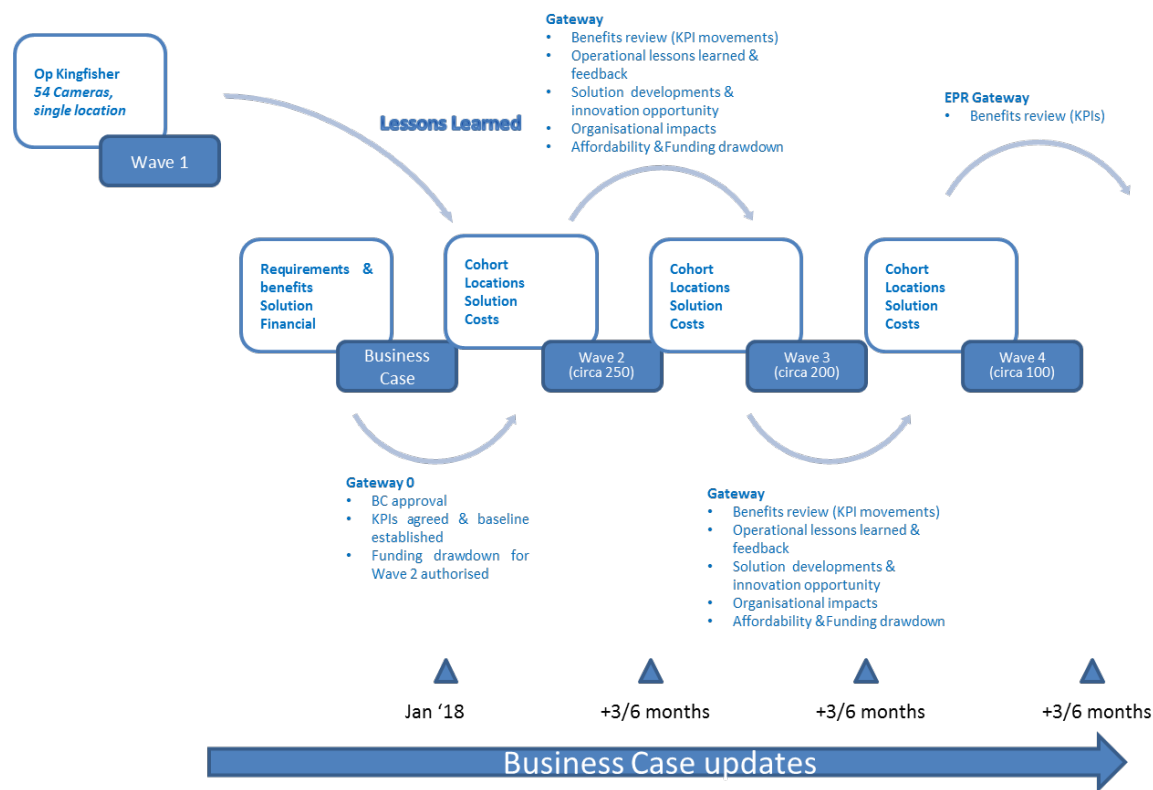 Op Kingfisher
54 Cameras,
single location
Wave 1
Lessons Learned
Gateway
• Benefits review (KPI movements)
• Operational lessons learned &
feedback
• Solution developments &
innovation opportunity
• Organisational impacts
• Affordability & Funding drawdown
EPR Gateway
• Benefits review (KPIs)
Requirements &
benefits
Solution
Financial
Business
Case
Cohort
Locations
Solution
Costs
Wave 2
(circa 250)
Cohort
Locations
Solution
Costs
Wave 3
(circa 200)
Cohort
Locations
Solution
Costs
Wave 4
(circa 100)
Gateway 0
• BC approval
• KPIs agreed & baseline
established
• Funding drawdown for
Wave 2 authorised
Gateway
• Benefits review (KPI movements)
• Operational lessons learned &
feedback
• Solution developments &
innovation opportunity
• Organisational impacts
• Affordability & Funding drawdown
Jan ‘18
+3/6 months
+3/6 months
+3/6 months
Business Case updates